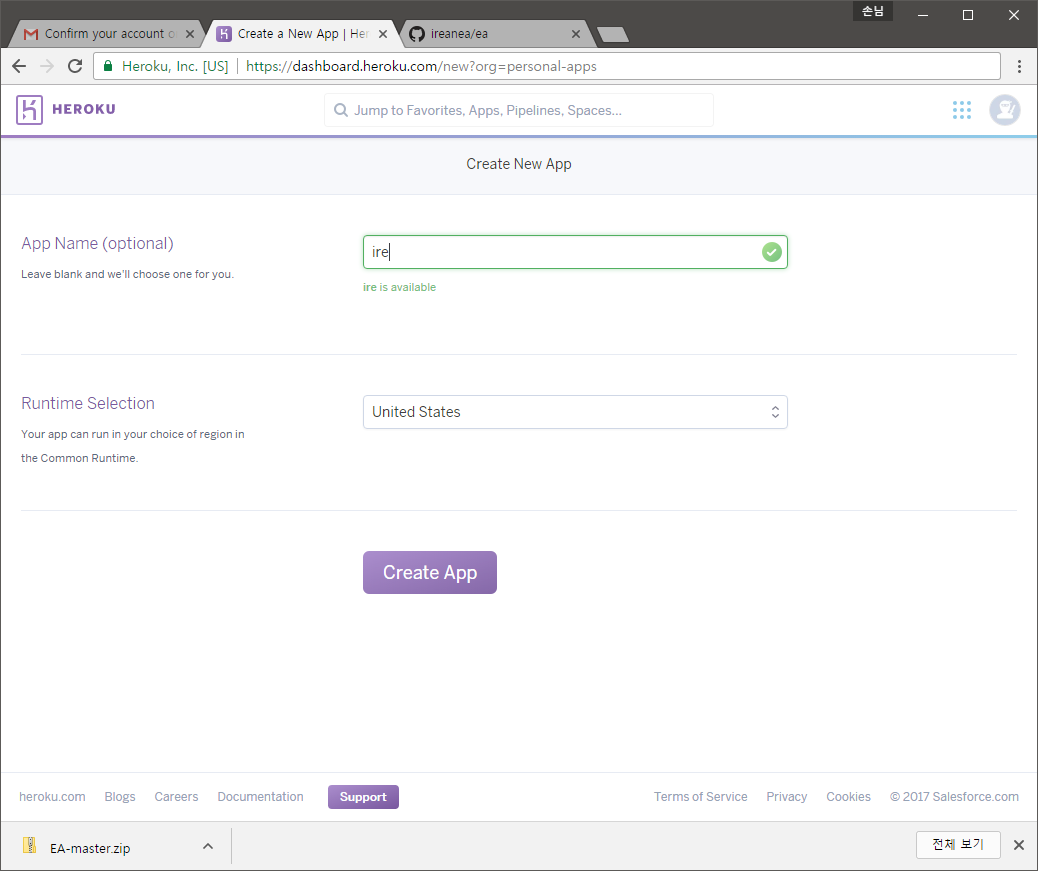 손님
Confirm your account o
Create a New App | Her
ireanea/ea
Heroku, Inc. [US]
https://dashboard.heroku.com/new?org=personal-apps
HEROKU
Jump to Favorites, Apps, Pipelines, Spaces...
Create New App
App Name (optional)
Leave blank and we'll choose one for you.
ire
ire is available
Runtime Selection
Your app can run in your choice of region in
the Common Runtime.
United States
Create App
heroku.com
Blogs
Careers
Documentation
Support
Terms of Service
Privacy
Cookies
© 2017 Salesforce.com
EA-master.zip
전체 보기